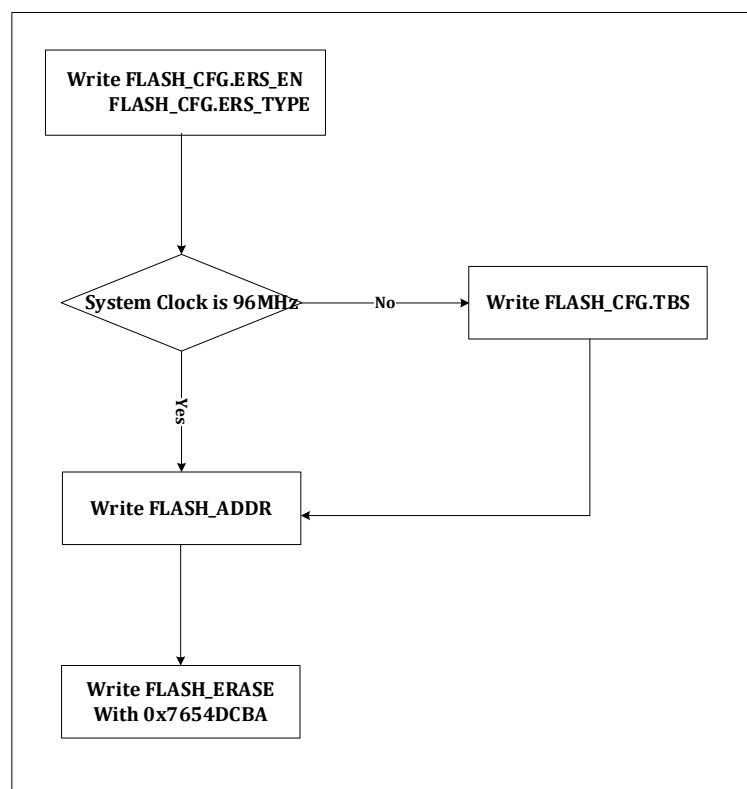 Write FLASH_CFG.ERS_EN
FLASH_CFG.ERS_TYPE
System Clock is 96MHz
No
Write FLASH_CFG.TBS
Yes
Write FLASH_ADDR
Write FLASH_ERASE
With 0x7654DCBA